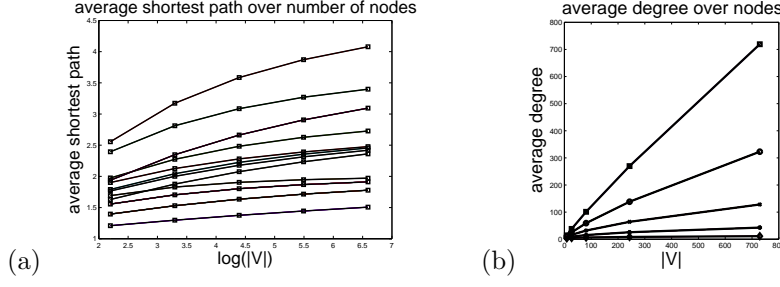 average shortest path over number of nodes
4.5
4
3.5
3
2.5
2
1.5
1
average shortest path
2 2.5 3 3.5 4 4.5 5 5.5 6 6.5 7
log(|V|)
(a)
average degree over nodes
800
700
600
500
400
300
200
100
0
average degree
0 100 200 300 400 500 600 700 800
|V|
(b)